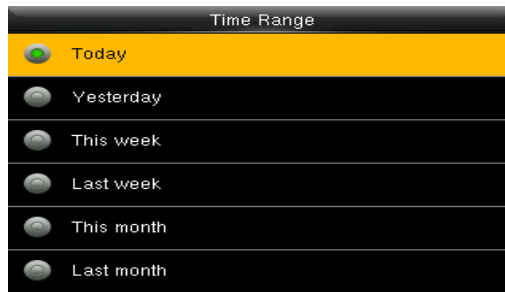 Time Range
Today
Yesterday
This week
Last week
This month
Last month